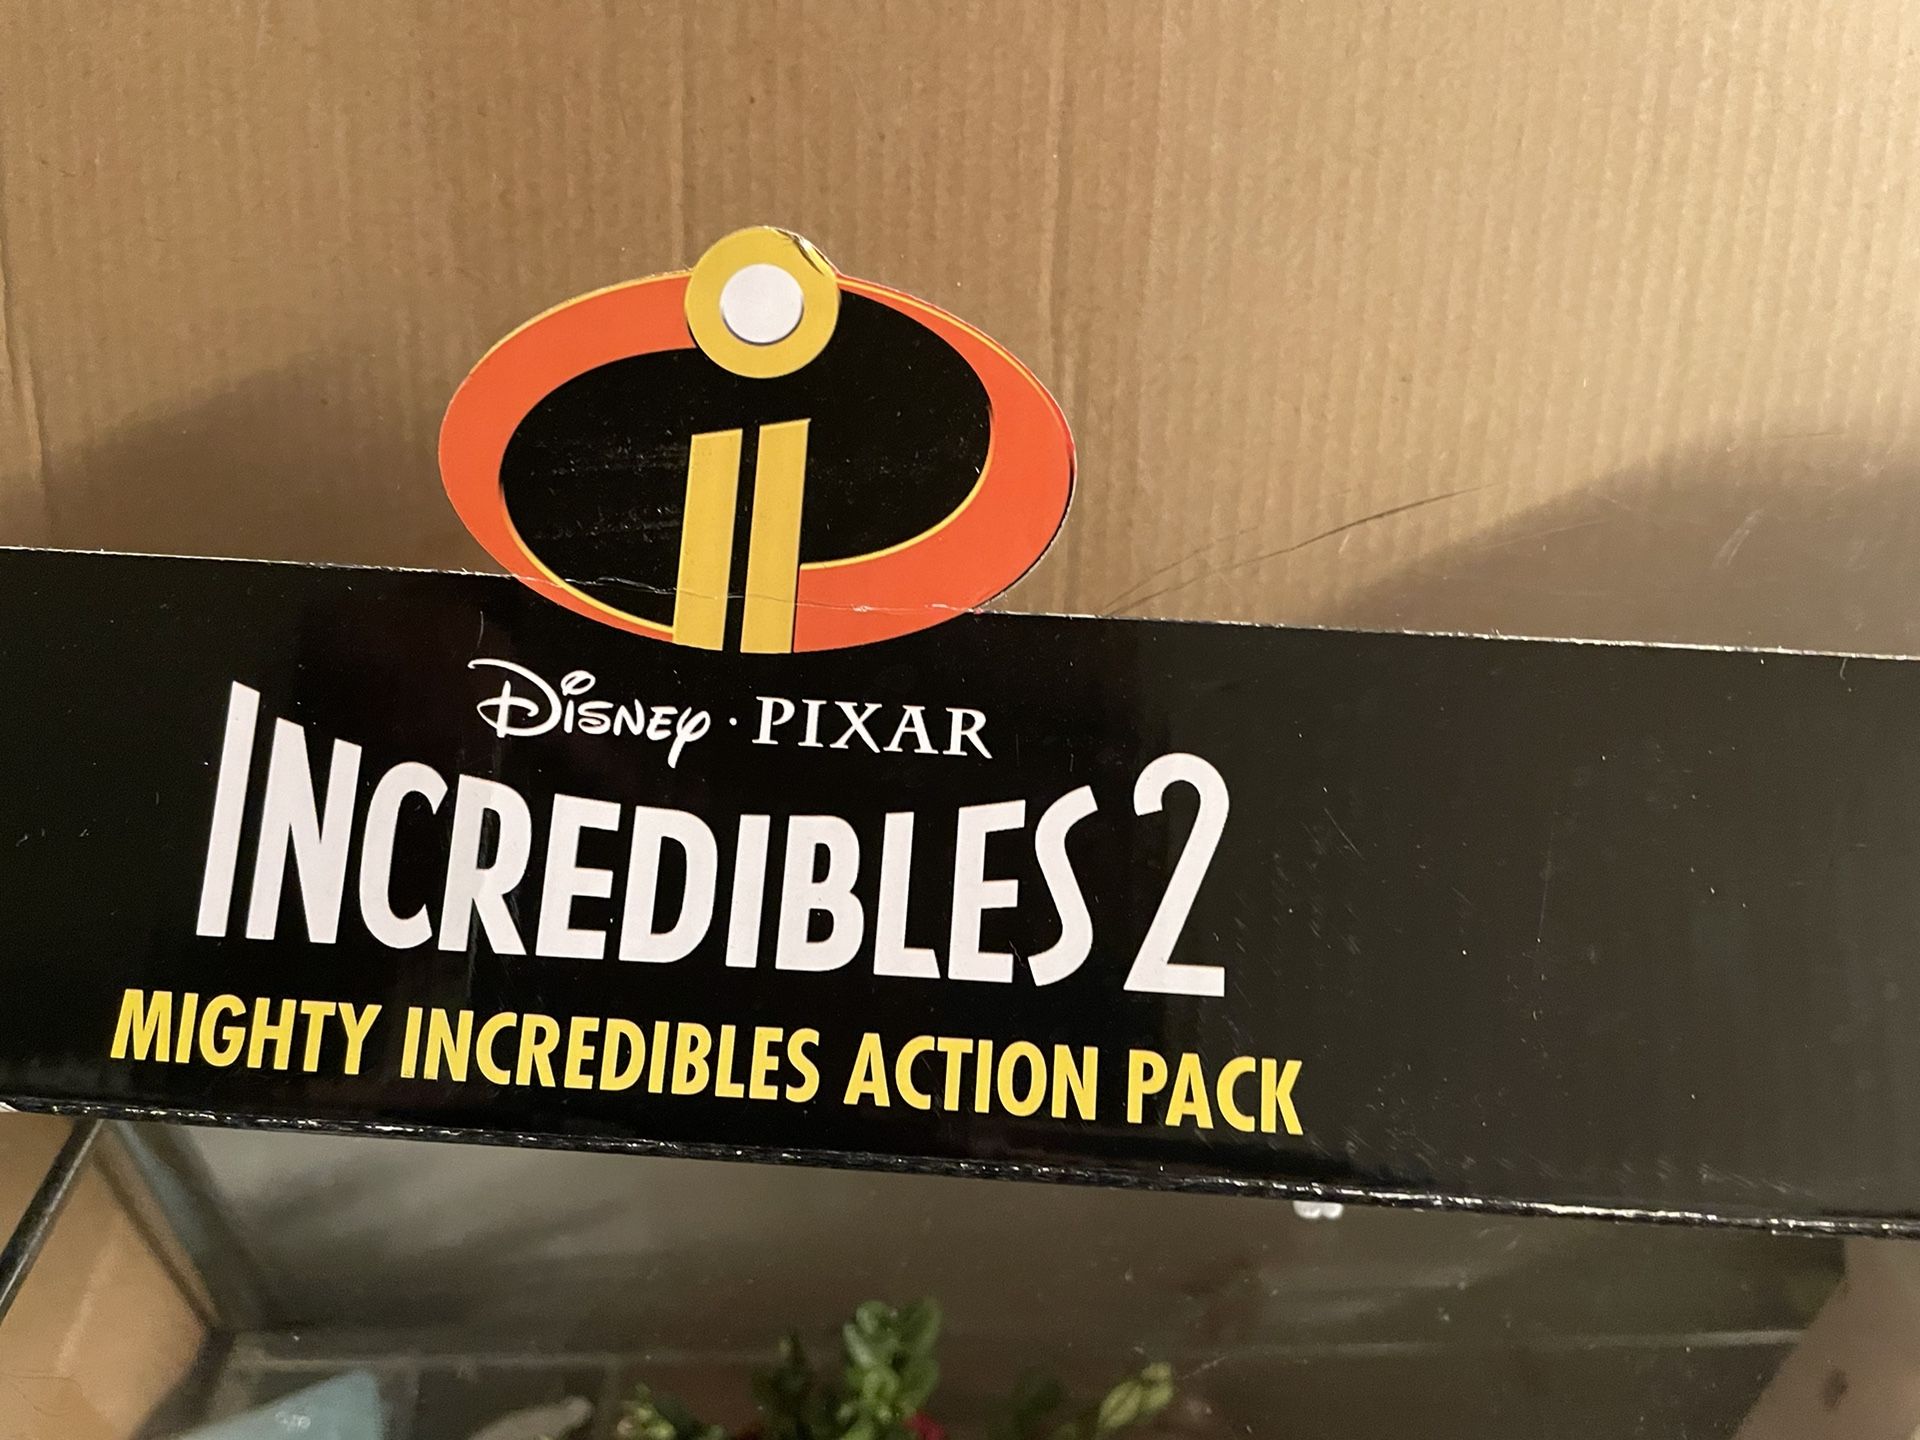 Disney · PIXAR
INCREDIBLES 2
MIGHTY INCREDIBLES ACTION PACK